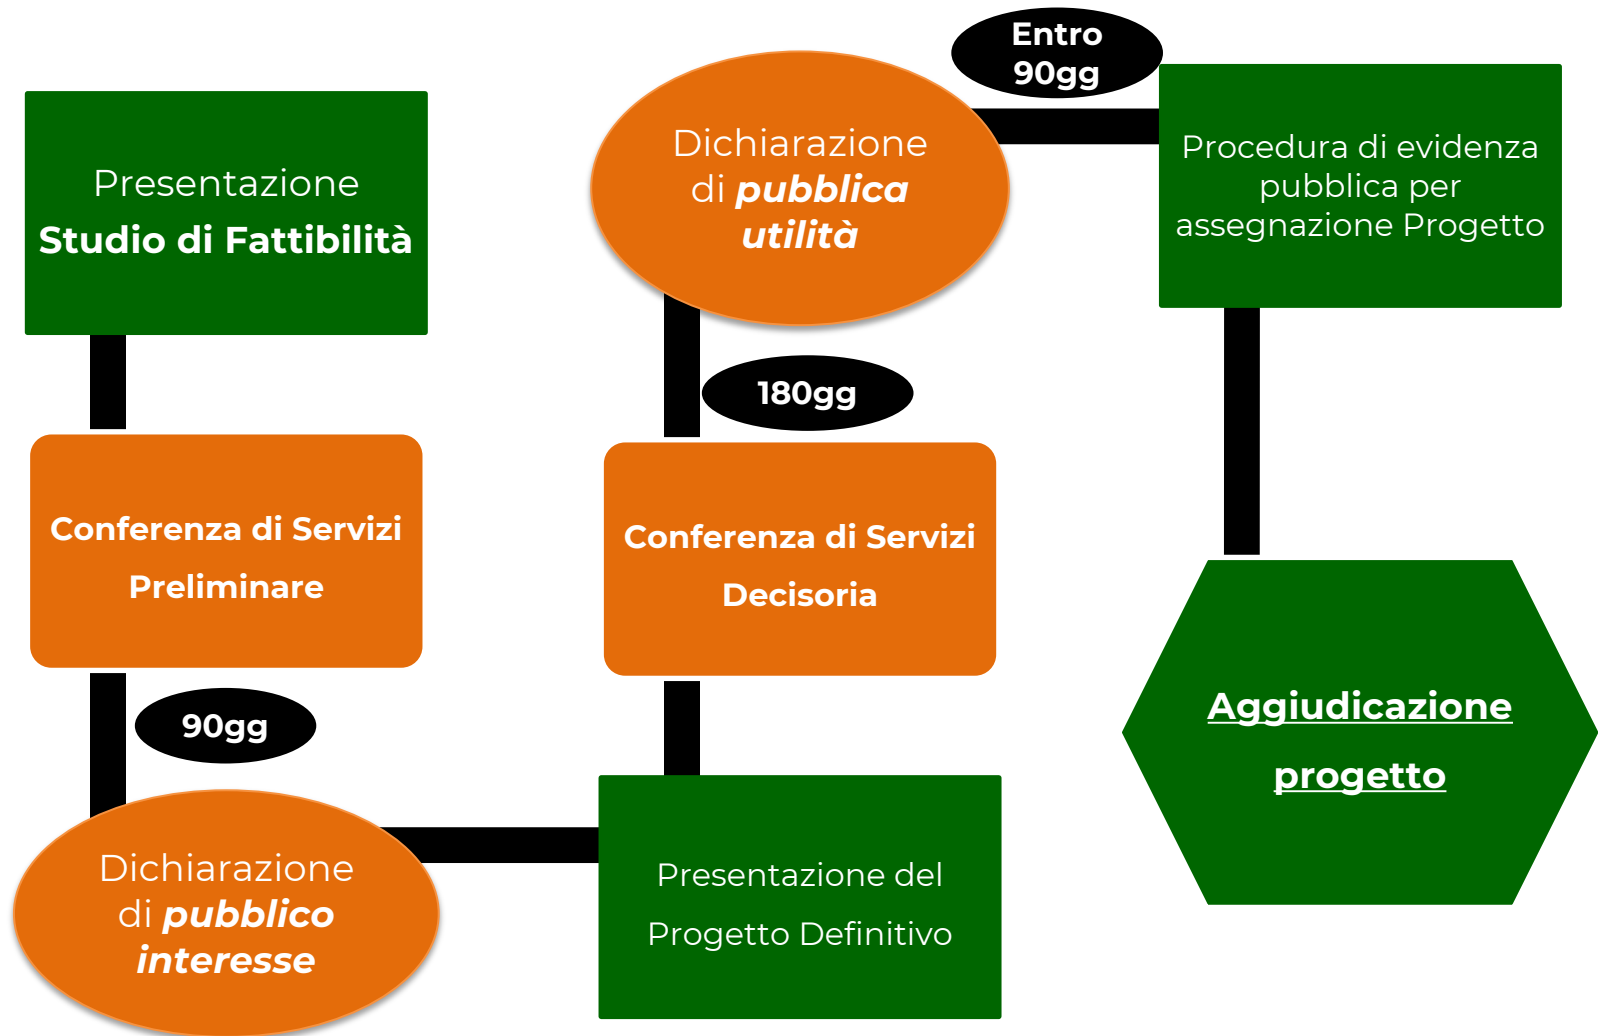 Presentazione
Studio di Fattibilità
Conferenza di Servizi
Preliminare
90gg
Dichiarazione
di pubblico
interesse
Presentazione del
Progetto Definitivo
Conferenza di Servizi
Decisoria
180gg
Dichiarazione
di pubblica
utilità
Entro
90gg
Procedura di evidenza
pubblica per
assegnazione Progetto
Aggiudicazione
progetto